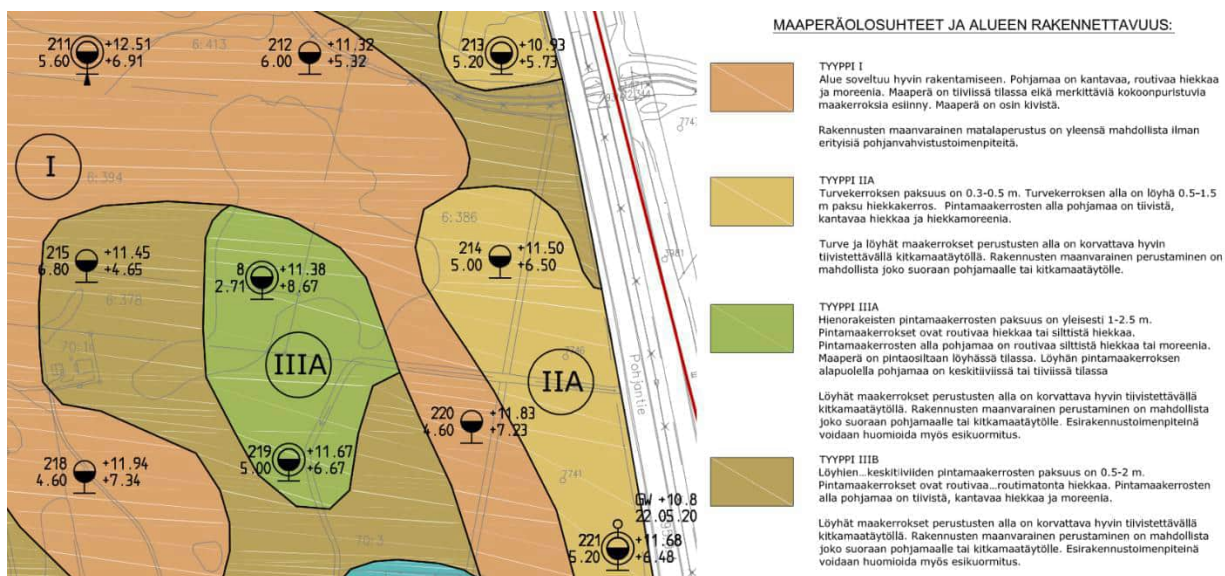 211 +12.51
5.60 +6.91
6:413
212 +11.32
6.00 +5.32
213 +10.93
5.20 +5.73
I
6:394
6:386
215 +11.45
6.80 +4.65
8 +11.38
2.71 +8.67
214 +11.50
5.00 +6.50
6:378
IIIA
IIA
Pohjantie
220 +11.83
4.60 +7.23
219 +11.67
5.00 +6.67
218 +11.94
4.60 +7.34
7741
GW +10.8
22.05.20
221 +11.68
5.20 +6.48
70:3
MAAPERÄOLOSUHTEET JA ALUEEN RAKENNETTAVUUS:
TYYPPI I
Alue soveltuu hyvin rakentamiseen. Pohjamaa on kantavaa, routivaa hiekkaa
ja moreenia. Maaperä on tiiviissä tilassa eikä merkittäviä kokoonpuristuvia
maakerroksia esiinny. Maaperä on osin kivistä.
Rakennusten maanvarainen matalaperustus on yleensä mahdollista ilman
erityisiä pohjanvahvistustoimenpiteitä.
TYYPPI IIA
Turvekerroksen paksuus on 0.3-0.5 m. Turvekerroksen alla on löyhä 0.5-1.5
m paksu hiekkakerros. Pintamaakerrosten alla pohjamaa on tiivistä,
kantavaa hiekkaa ja hiekkamoreenia.
Turve ja löyhät maakerrokset perustusten alla on korvattava hyvin
tiivistettävällä kitkamaatäytöllä. Rakennusten maanvarainen perustaminen on
mahdollista joko suoraan pohjamaalle tai kitkamaatäytölle.
TYYPPI IIIA
Hienorakeisten pintamaakerrosten paksuus on yleisesti 1-2.5 m.
Pintamaakerrokset ovat routivaa hiekkaa tai silttistä hiekkaa.
Pintamaakerrosten alla pohjamaa on routivaa silttistä hiekkaa tai moreenia.
Maaperä on pintaosiltaan löyhässä tilassa. Löyhän pintamaakerroksen
alapuolella pohjamaa on keskitiiviissä tai tiiviissä tilassa
Löyhät maakerrokset perustusten alla on korvattava hyvin tiivistettävällä
kitkamaatäytöllä. Rakennusten maanvarainen perustaminen on mahdollista
joko suoraan pohjamaalle tai kitkamaatäytölle. Esirakennustoimenpiteinä
voidaan huomioida myös esikuormitus.
TYYPPI IIIB
Löyhien...keskitiiviiden pintamaakerrosten paksuus on 0.5-2 m.
Pintamaakerrokset ovat routivaa...routimatonta hiekkaa. Pintamaakerrosten
alla pohjamaa on tiivistä, kantavaa hiekkaa ja moreenia.
Löyhät maakerrokset perustusten alla on korvattava hyvin tiivistettävällä
kitkamaatäytöllä. Rakennusten maanvarainen perustaminen on mahdollista
joko suoraan pohjamaalle tai kitkamaatäytölle. Esirakennustoimenpiteinä
voidaan huomioida myös esikuormitus.